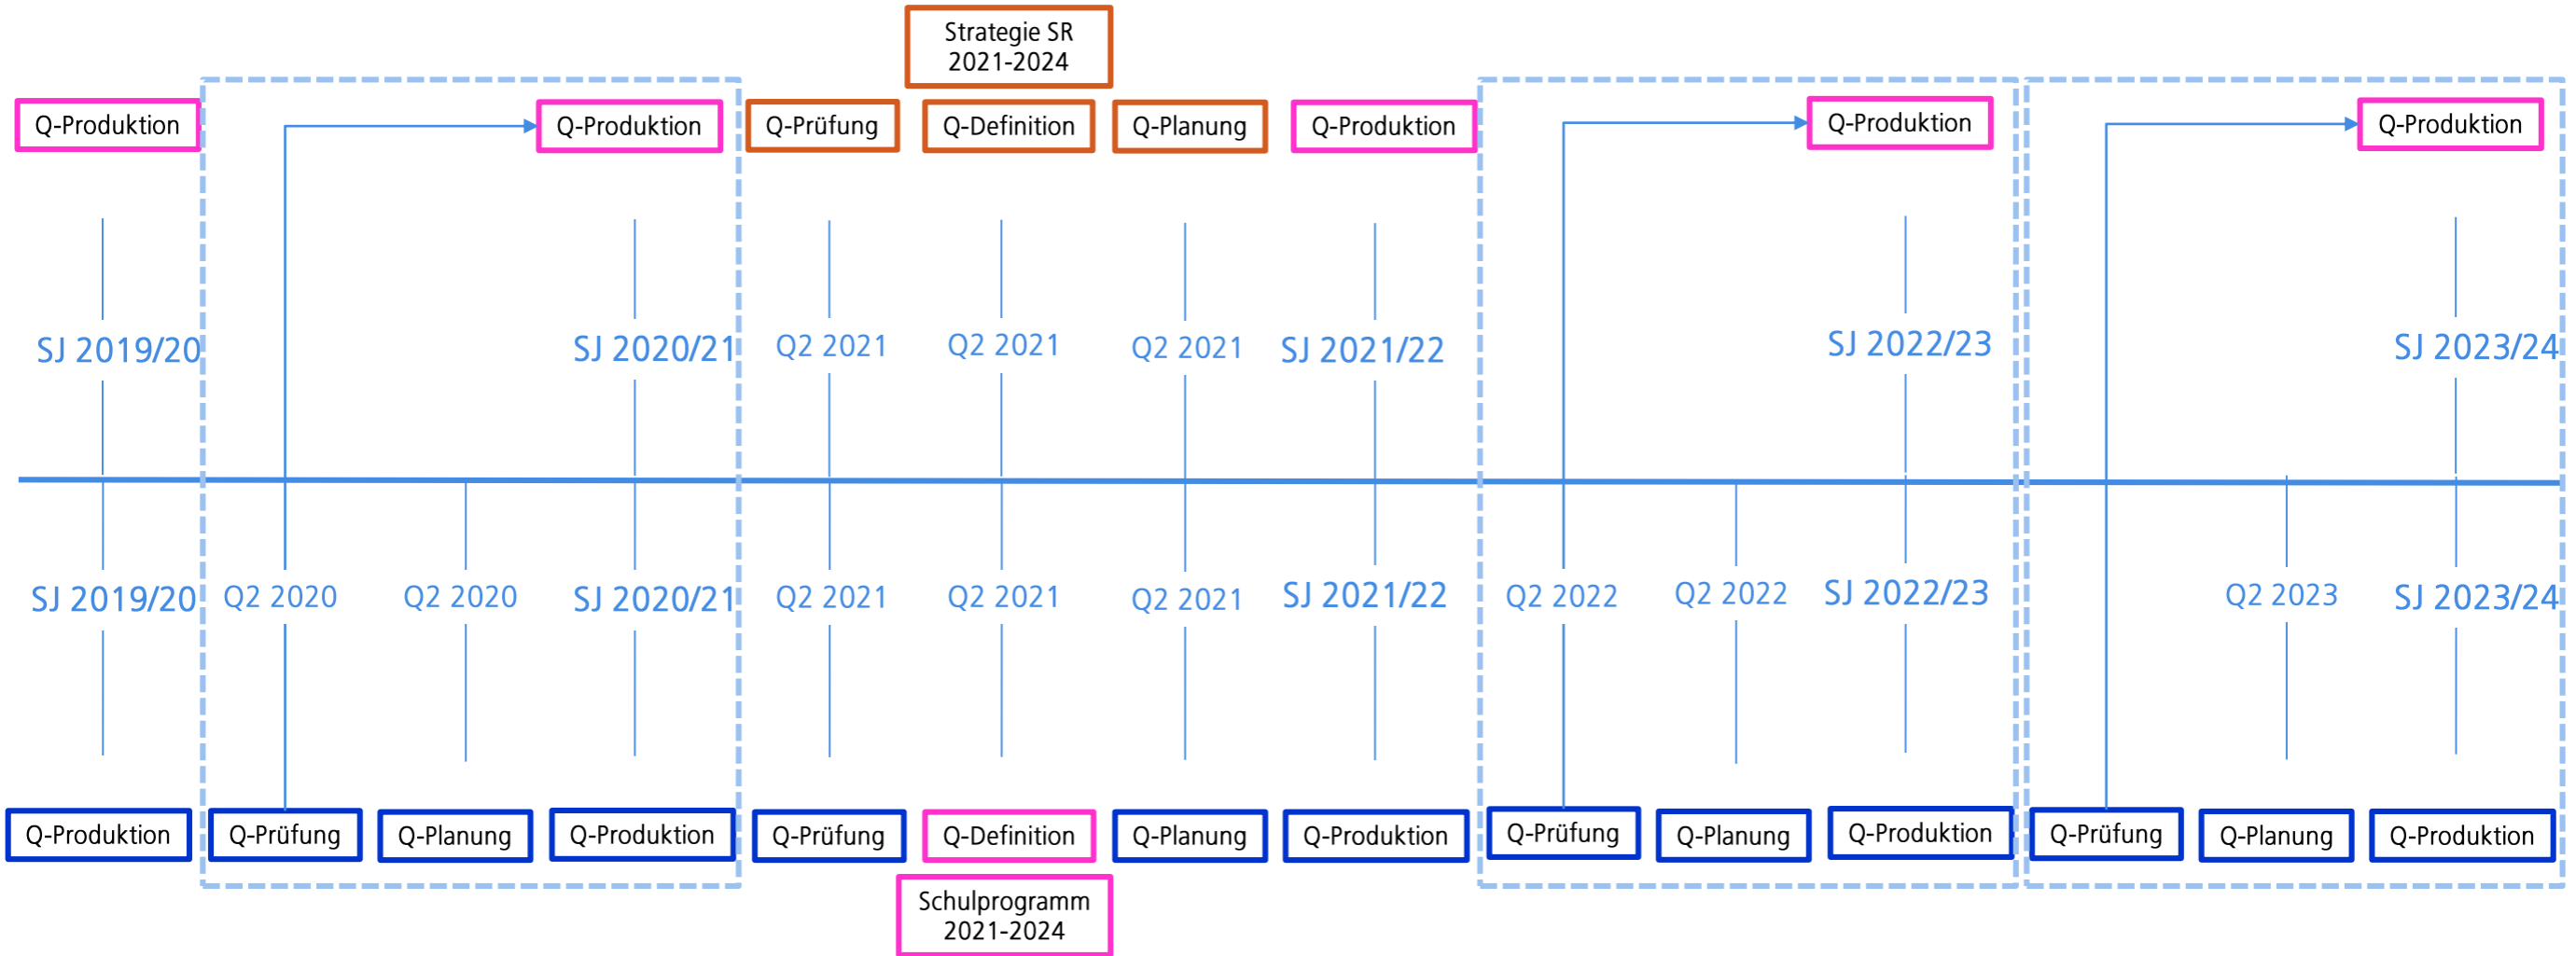 Strategie SR
2021-2024
Q-Produktion
Q-Produktion
Q-Prüfung
Q-Definition
Q-Planung
Q-Produktion
Q-Produktion
Q-Produktion
SJ 2019/20
SJ 2020/21
Q2 2021
Q2 2021
Q2 2021
SJ 2021/22
SJ 2022/23
SJ 2023/24
SJ 2019/20
Q2 2020
Q2 2020
SJ 2020/21
Q2 2021
Q2 2021
Q2 2021
SJ 2021/22
Q2 2022
Q2 2022
SJ 2022/23
Q2 2023
SJ 2023/24
Q-Produktion
Q-Prüfung
Q-Planung
Q-Produktion
Q-Prüfung
Q-Definition
Q-Planung
Q-Produktion
Q-Prüfung
Q-Planung
Q-Produktion
Q-Prüfung
Q-Planung
Q-Produktion
Schulprogramm
2021-2024